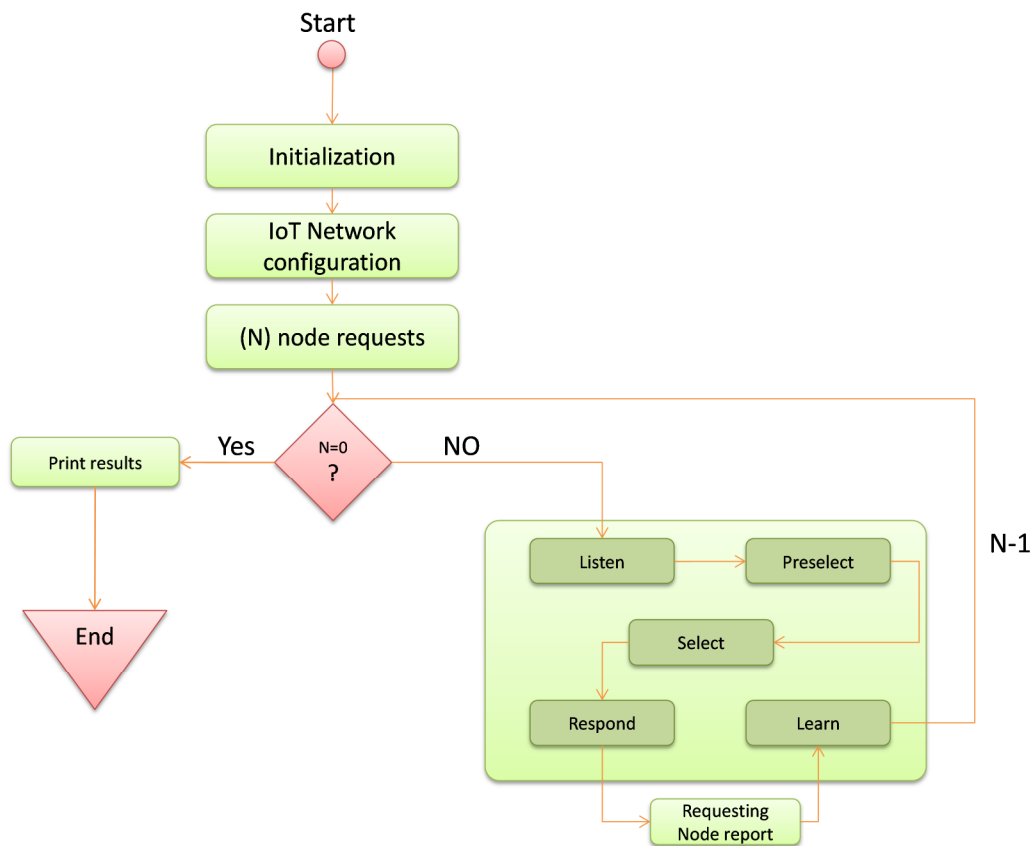 Start
Initialization
IoT Network
configuration
(N) node requests
N=0
?
Yes
NO
Print results
End
Listen
Preselect
Select
Respond
Learn
N-1
Requesting
Node report